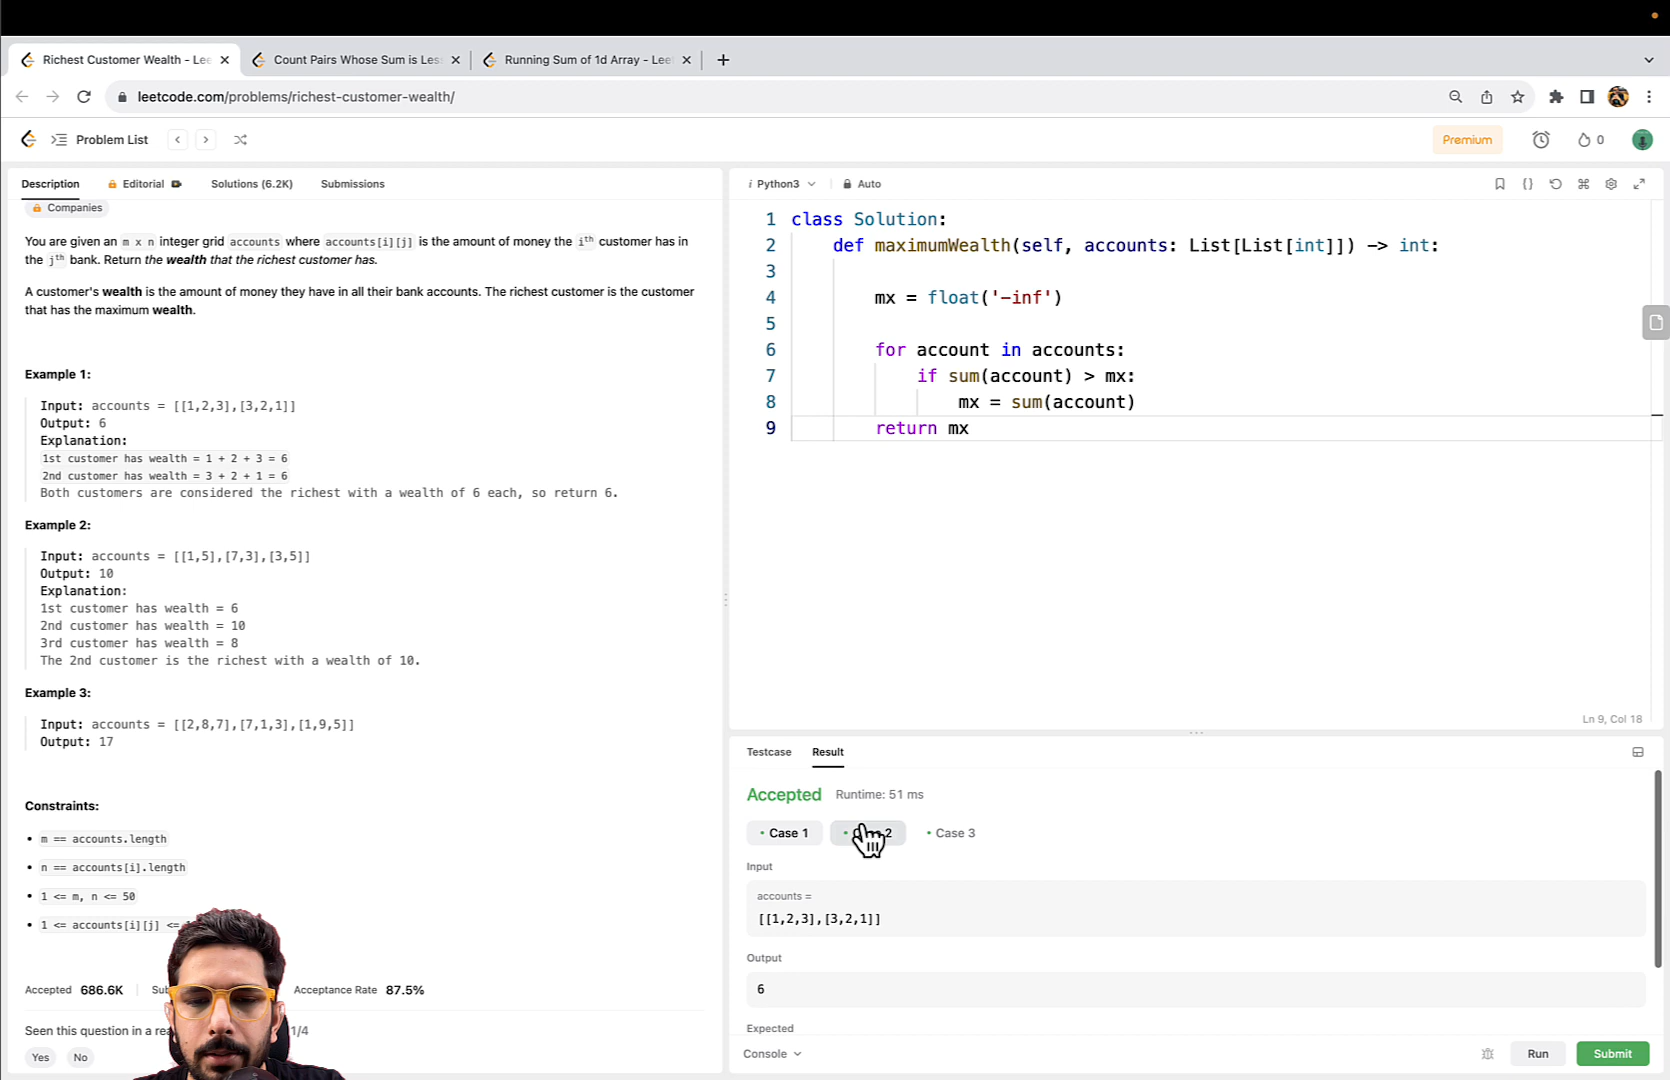 Richest Customer Wealth - Lee
Count Pairs Whose Sum is Les
Running Sum of 1d Array - Lee
leetcode.com/problems/richest-customer-wealth/
Problem List
Premium
0
Description
Editorial
Solutions (6.2K)
Submissions
Companies
You are given an m x n integer grid accounts where accounts[i][j] is the amount of money the ith customer has in
the jth bank. Return the wealth that the richest customer has.
A customer's wealth is the amount of money they have in all their bank accounts. The richest customer is the customer
that has the maximum wealth.
Example 1:
Input: accounts = [[1,2,3],[3,2,1]]
Output: 6
Explanation:
1st customer has wealth = 1 + 2 + 3 = 6
2nd customer has wealth = 3 + 2 + 1 = 6
Both customers are considered the richest with a wealth of 6 each, so return 6.
Example 2:
Input: accounts = [[1,5],[7,3],[3,5]]
Output: 10
Explanation:
1st customer has wealth = 6
2nd customer has wealth = 10
3rd customer has wealth = 8
The 2nd customer is the richest with a wealth of 10.
Example 3:
Input: accounts = [[2,8,7],[7,1,3],[1,9,5]]
Output: 17
Constraints:
m == accounts.length
n == accounts[i].length
1 <= m, n <= 50
1 <= accounts[i][j] <=
Accepted 686.6K
Acceptance Rate 87.5%
Seen this question in a
1/4
Yes
No
i Python3
Auto
1 class Solution:
2 def maximumWealth(self, accounts: List[List[int]]) -> int:
3
4 mx = float('-inf')
5
6 for account in accounts:
7 if sum(account) > mx:
8 mx = sum(account)
9 return mx
Ln 9, Col 18
Testcase
Result
Accepted
Runtime: 51 ms
Case 1
2
Case 3
Input
accounts =
[[1,2,3],[3,2,1]]
Output
6
Expected
Console
Run
Submit